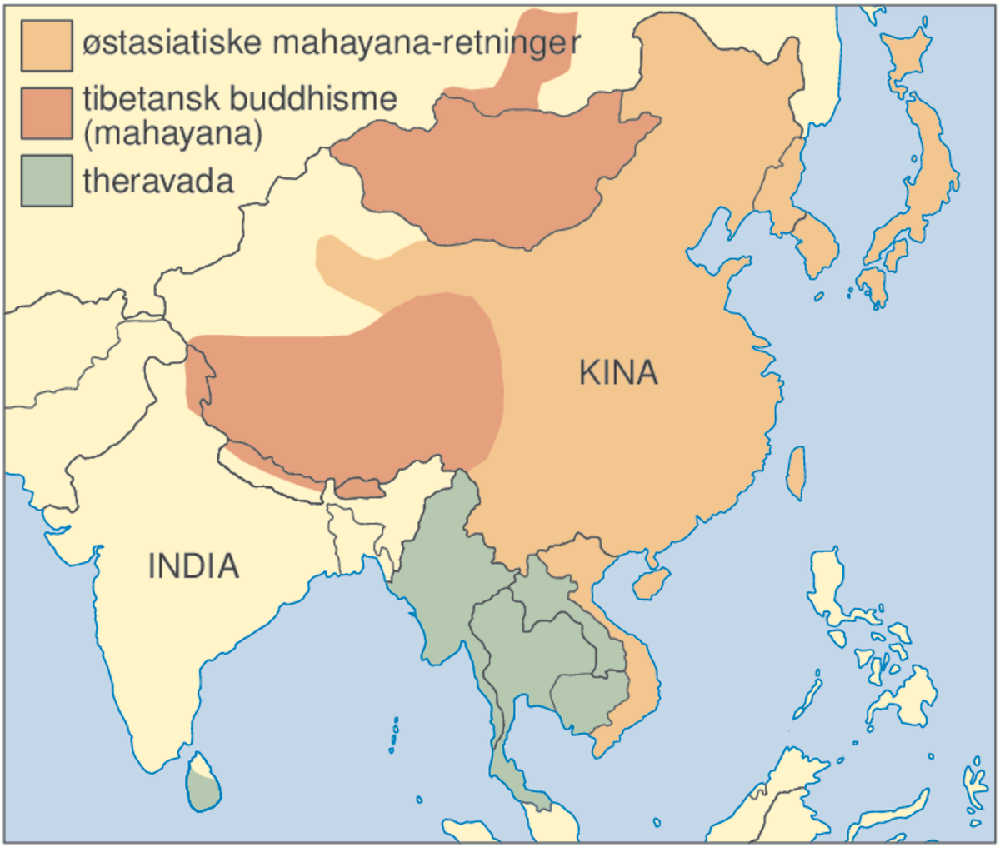 østasiatiske mahayana-retninger
tibetansk buddhisme
(mahayana)
theravada
KINA
INDIA